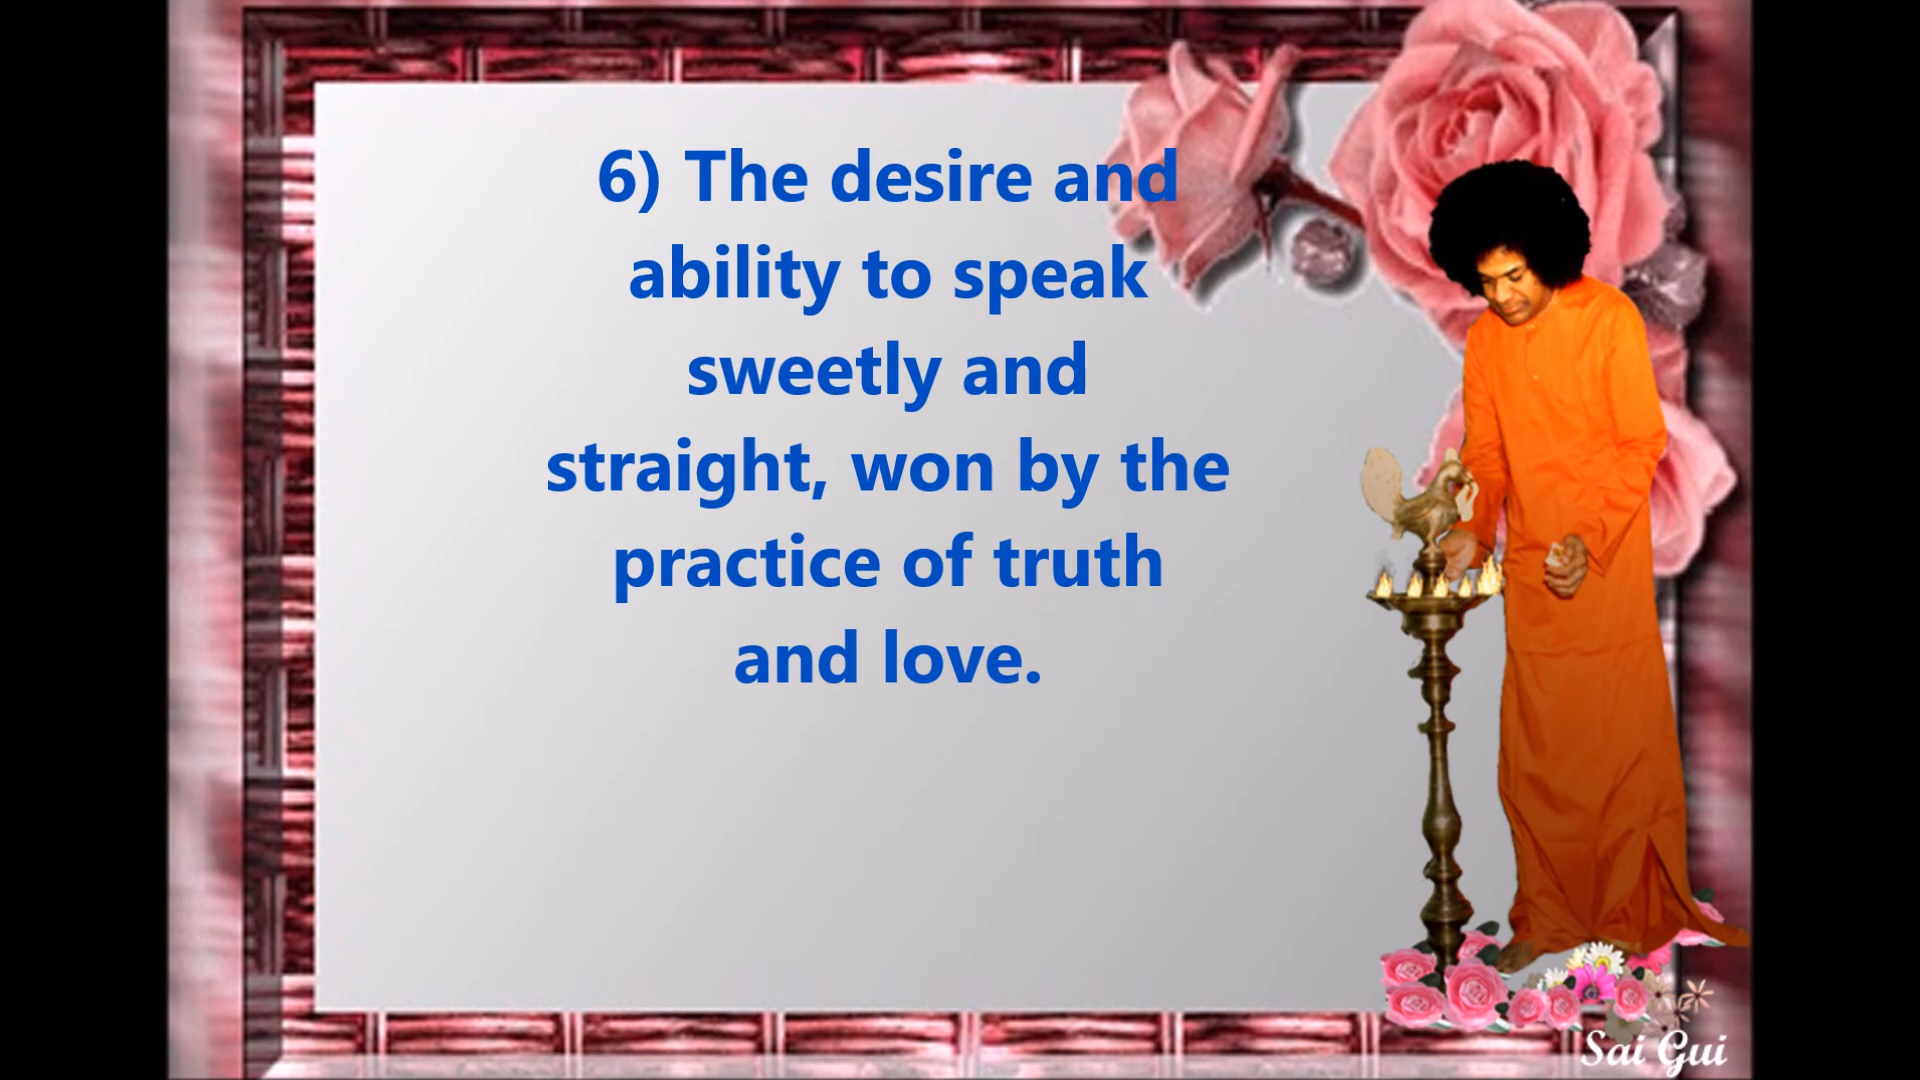 6) The desire and
ability to speak
sweetly and
straight, won by the
practice of truth
and love.
Sai Gui